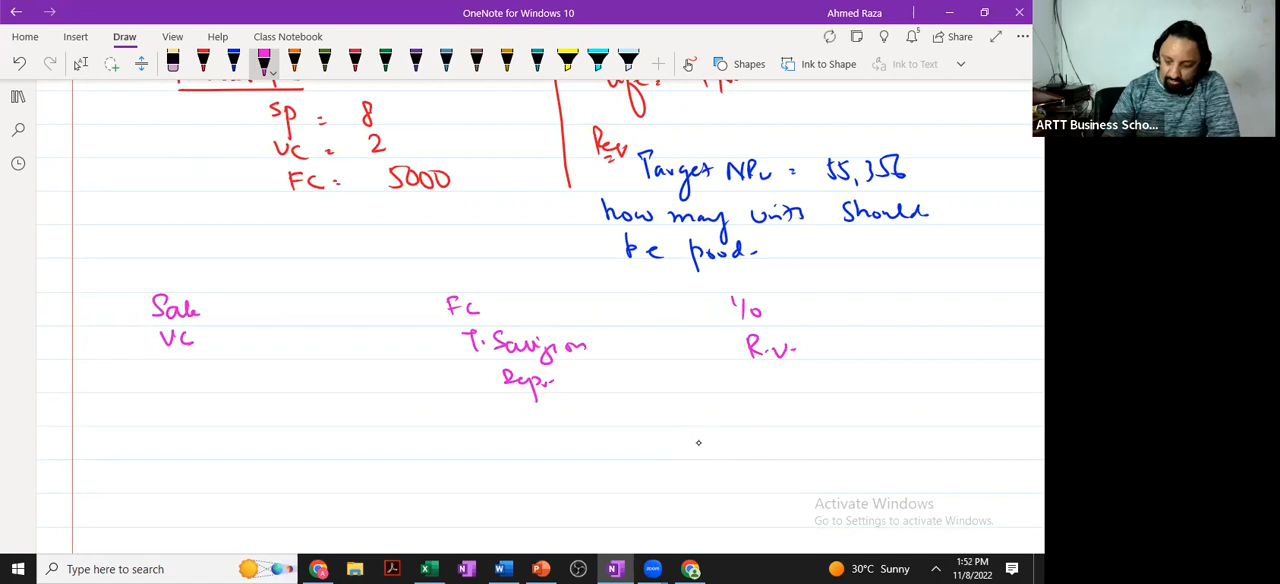 OneNote for Windows 10
Ahmed Raza
Home Insert Draw View Help Class Notebook
Share
Shapes Ink to Shape Ink to Text
SP = 8
VC = 2
FC = 5000
Req
Target NPV = 55,356
how many units should
be prod.
Sale FC I/O
VC T. Saving on R.V.
Depr.
ARTT Business Scho...
Activate Windows
Go to Settings to activate Windows.
Type here to search
30°C Sunny
1:52 PM
11/8/2022